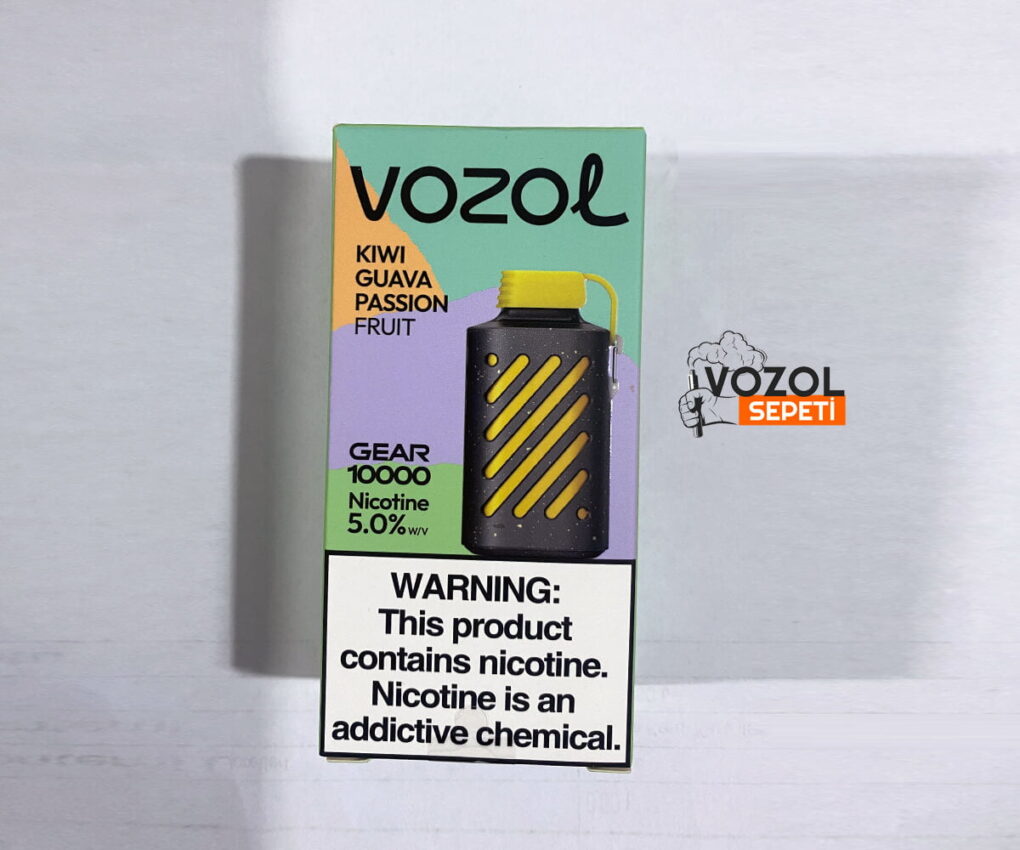 VOZOL
KIWI
GUAVA
PASSION
FRUIT
GEAR
10000
Nicotine
5.0% W/V
WARNING:
This product
contains nicotine.
Nicotine is an
addictive chemical.
VOZOL
SEPETİ